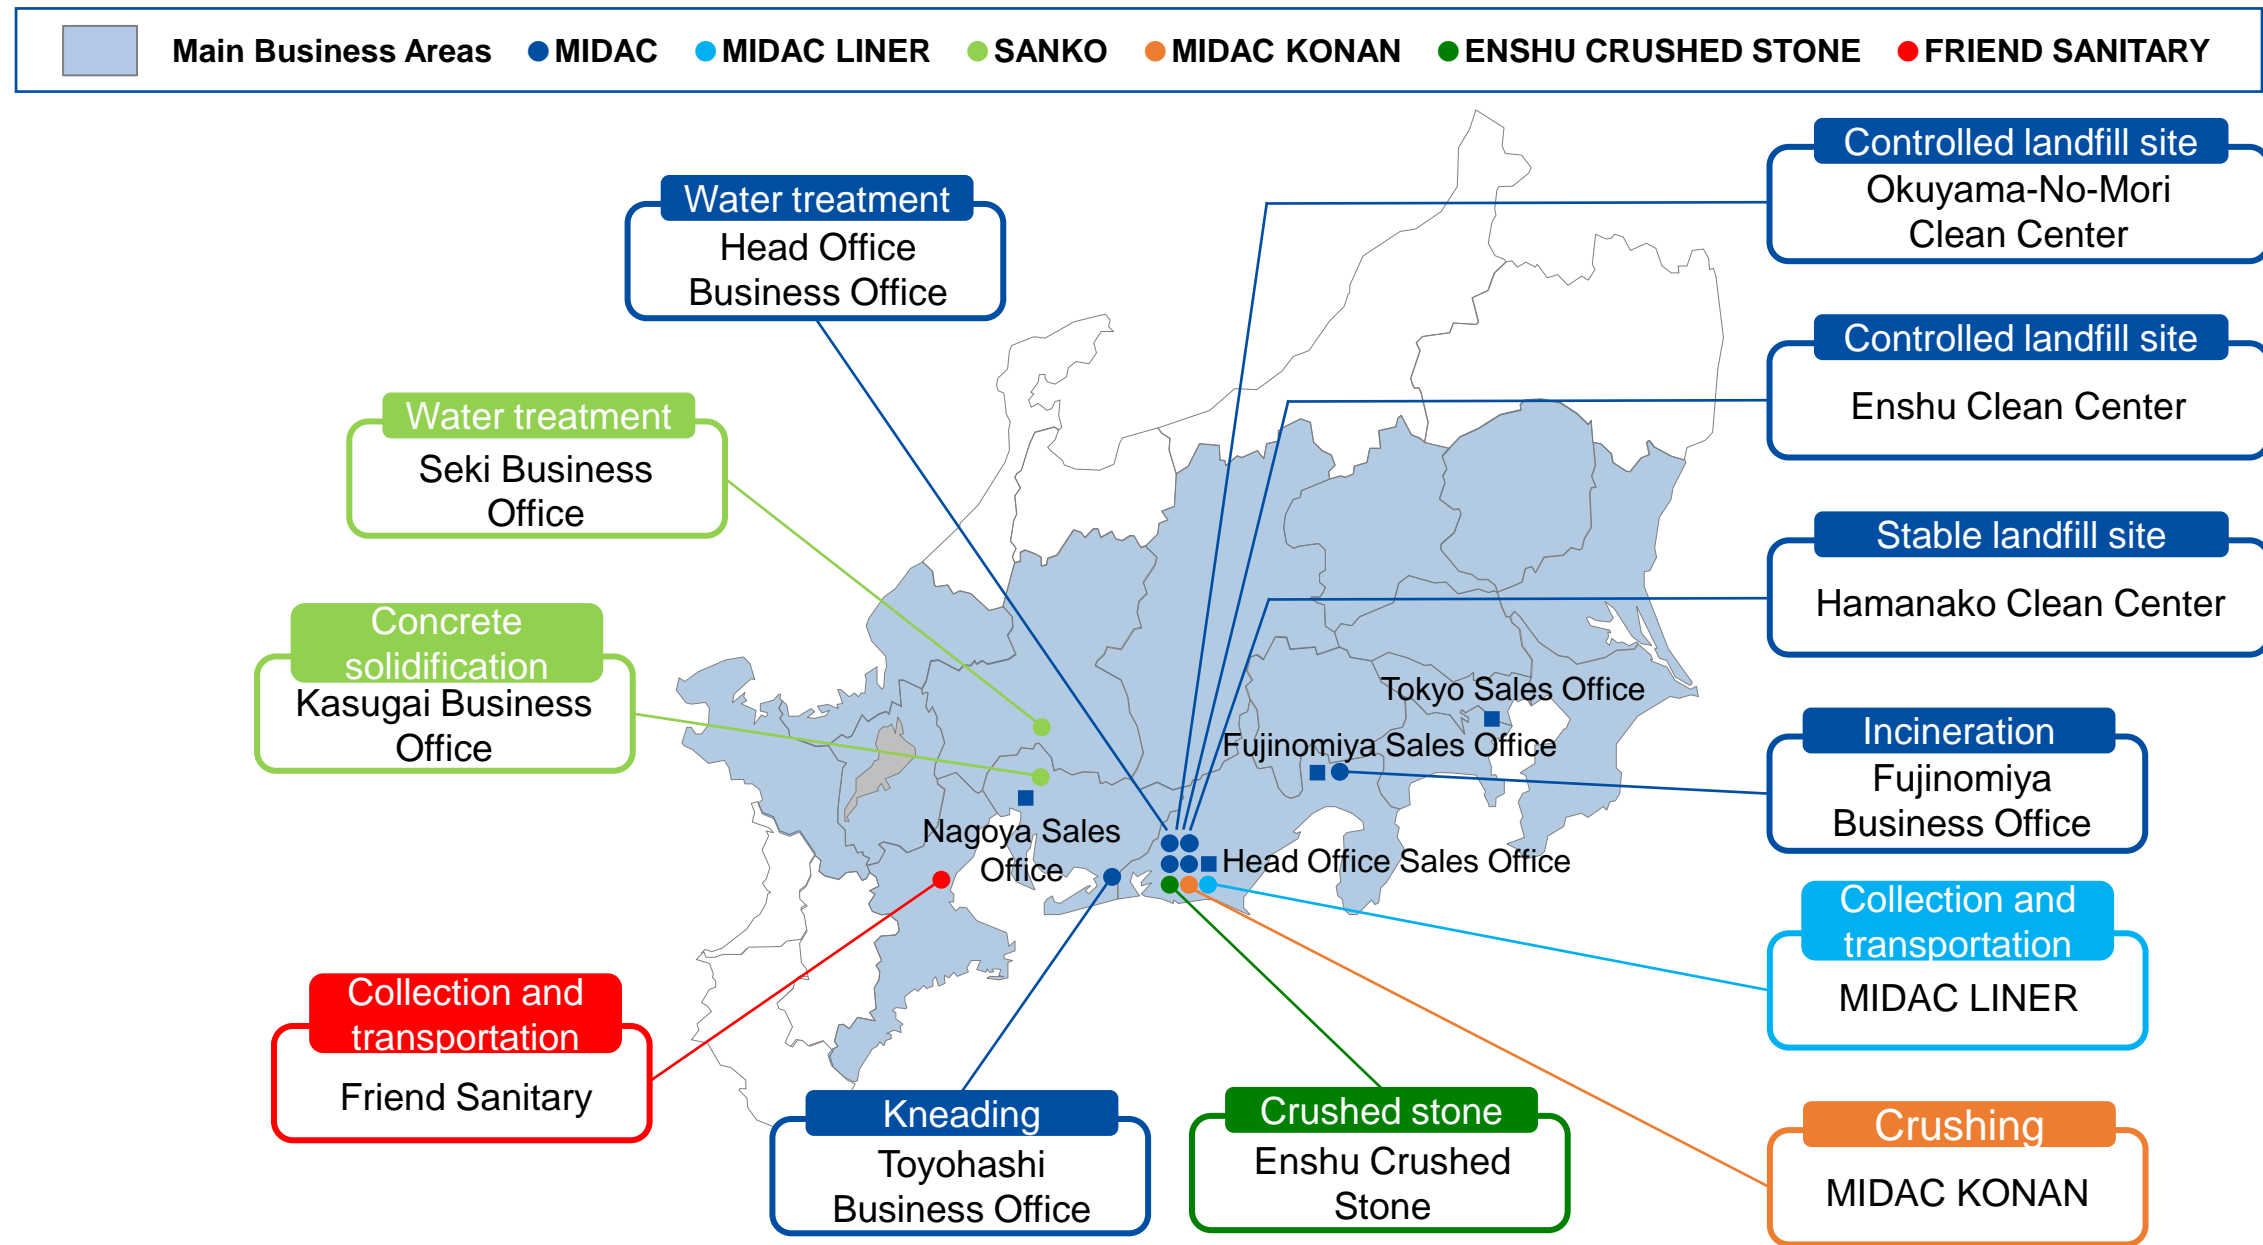 Main Business Areas
MIDAC
MIDAC LINER
SANKO
MIDAC KONAN
ENSHU CRUSHED STONE
FRIEND SANITARY
Controlled landfill site
Okuyama-No-Mori
Clean Center
Water treatment
Head Office
Business Office
Controlled landfill site
Enshu Clean Center
Water treatment
Seki Business
Office
Stable landfill site
Hamanako Clean Center
Concrete
solidification
Kasugai Business
Office
Tokyo Sales Office
Fujinomiya Sales Office
Incineration
Fujinomiya
Business Office
Nagoya Sales
Office
Head Office Sales Office
Collection and
transportation
MIDAC LINER
Collection and
transportation
Friend Sanitary
Kneading
Toyohashi
Business Office
Crushed stone
Enshu Crushed
Stone
Crushing
MIDAC KONAN